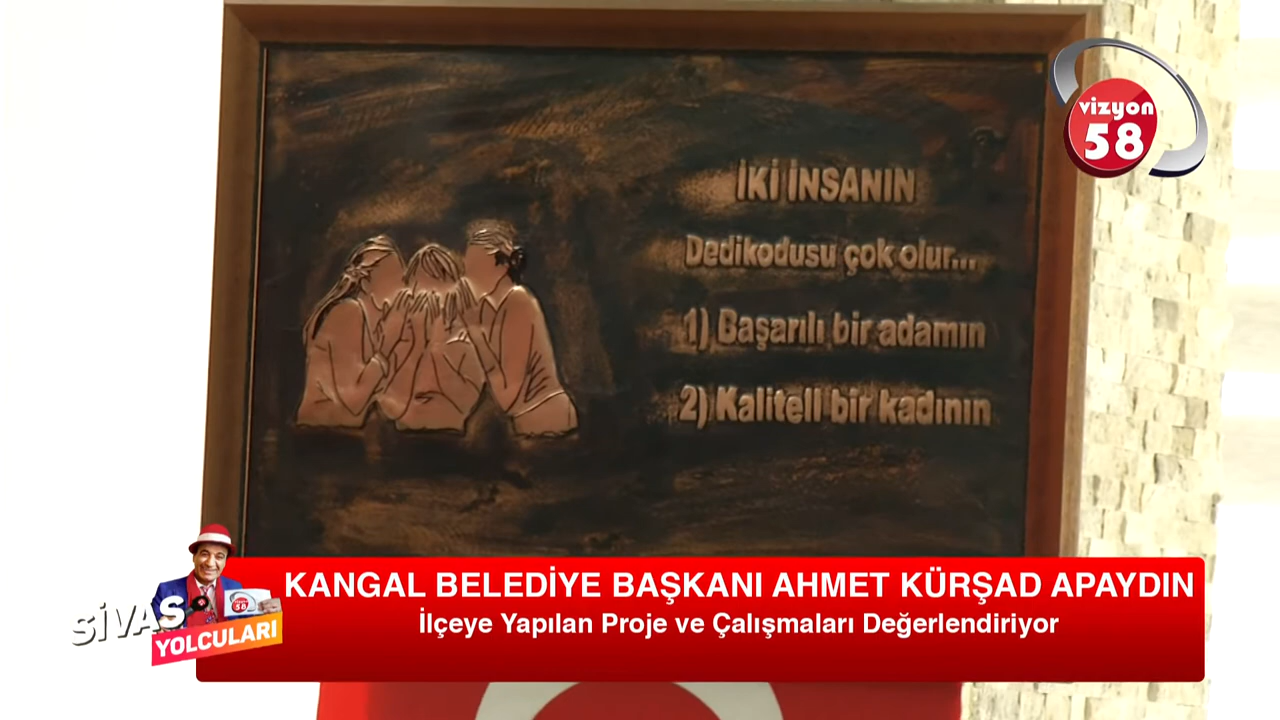 vizyon
58
İKİ İNSANIN
Dedikodusu çok olur...
1) Başarılı bir adamın
2) Kaliteli bir kadının
KANGAL BELEDİYE BAŞKANI AHMET KÜRŞAD APAYDIN
İlçeye Yapılan Proje ve Çalışmaları Değerlendiriyor
SİVAS
YOLCULARI